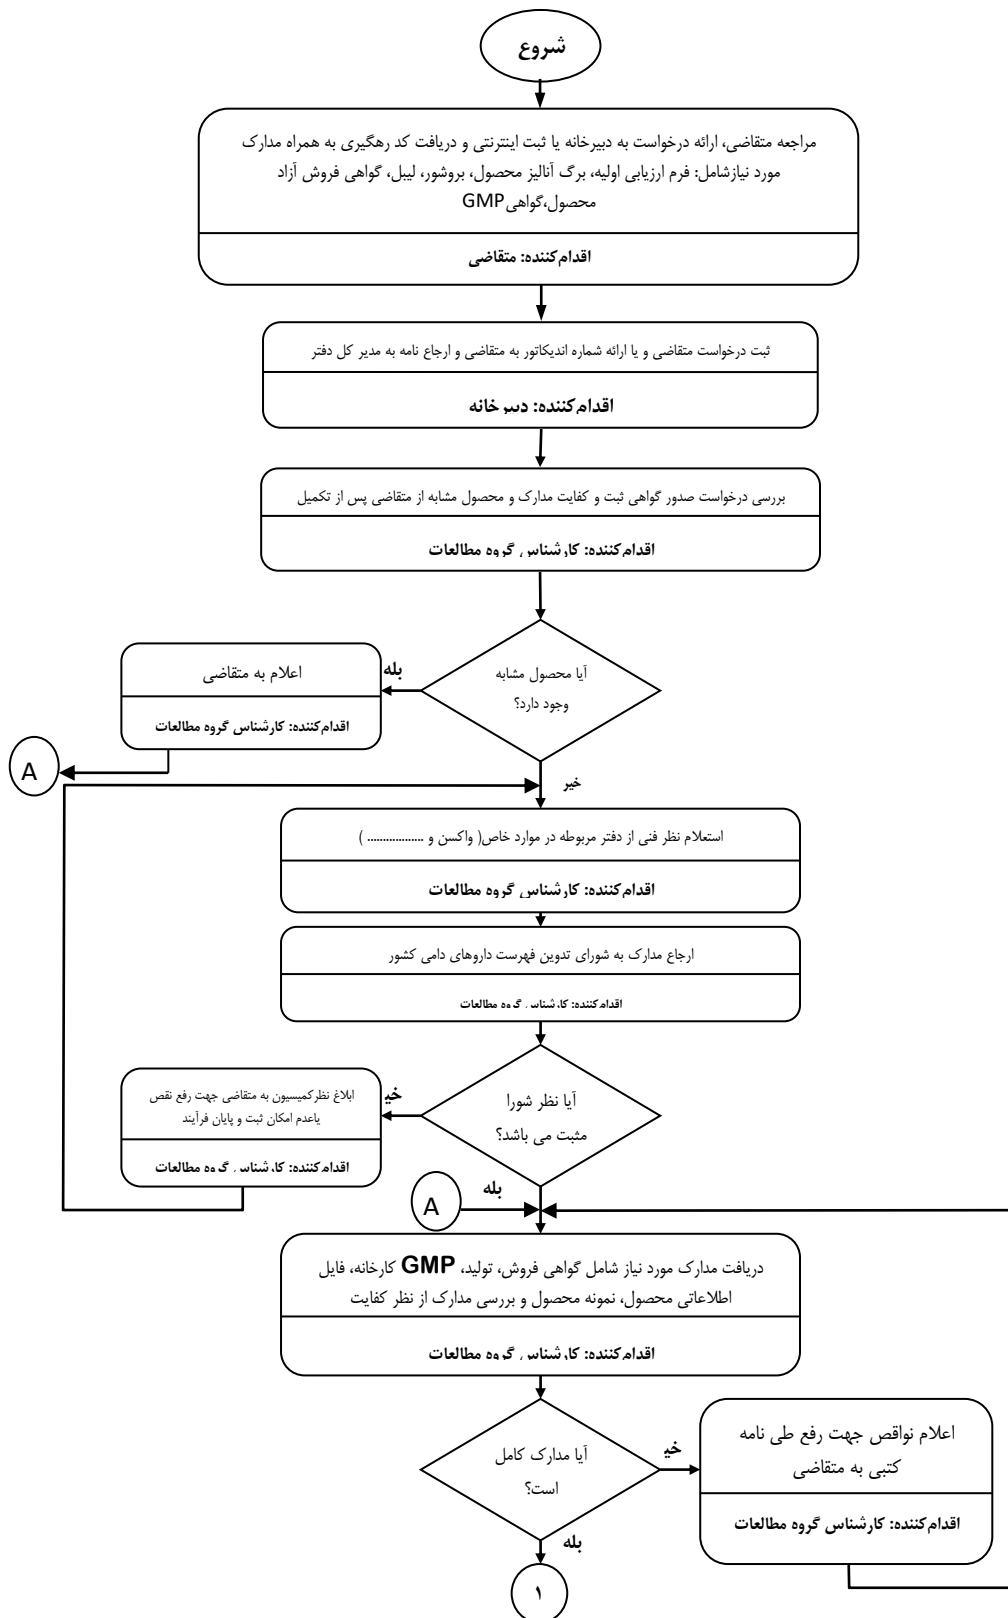 شروع
مراجعه متقاضی، ارائه درخواست به دبیرخانه یا ثبت اینترنتی و دریافت کد رهگیری به همراه مدارک
مورد نیازشامل: فرم ارزیابی اولیه، برگ آنالیز محصول، بروشور، لیبل، گواهی فروش آزاد
محصول،گواهیGMP
اقدام‌کننده: متقاضی
ثبت درخواست متقاضی و یا ارائه شماره اندیکاتور به متقاضی و ارجاع نامه به مدیر کل دفتر
اقدام‌کننده: دبیرخانه
بررسی درخواست صدور گواهی ثبت و کفایت مدارک و محصول مشابه از متقاضی پس از تکمیل
اقدام‌کننده: کارشناس گروه مطالعات
آیا محصول مشابه
وجود دارد؟
بله
اعلام به متقاضی
اقدام‌کننده: کارشناس گروه مطالعات
A
خیر
استعلام نظر فنی از دفتر مربوطه در موارد خاص( واکسن و .................. )
اقدام‌کننده: کارشناس گروه مطالعات
ارجاع مدارک به شورای تدوین فهرست داروهای دامی کشور
اقدام‌کننده: کارشناس گروه مطالعات
آیا نظر شورا
مثبت می باشد؟
خیر
ابلاغ نظرکمیسیون به متقاضی جهت رفع نقص
یاعدم امکان ثبت و پایان فرآیند
اقدام‌کننده: کارشناس گروه مطالعات
بله
A
دریافت مدارک مورد نیاز شامل گواهی فروش، تولید، GMP کارخانه، فایل
اطلاعاتی محصول، نمونه محصول و بررسی مدارک از نظر کفایت
اقدام‌کننده: کارشناس گروه مطالعات
آیا مدارک کامل
است؟
خیر
اعلام نواقص جهت رفع طی نامه
کتبی به متقاضی
اقدام‌کننده: کارشناس گروه مطالعات
بله
۱